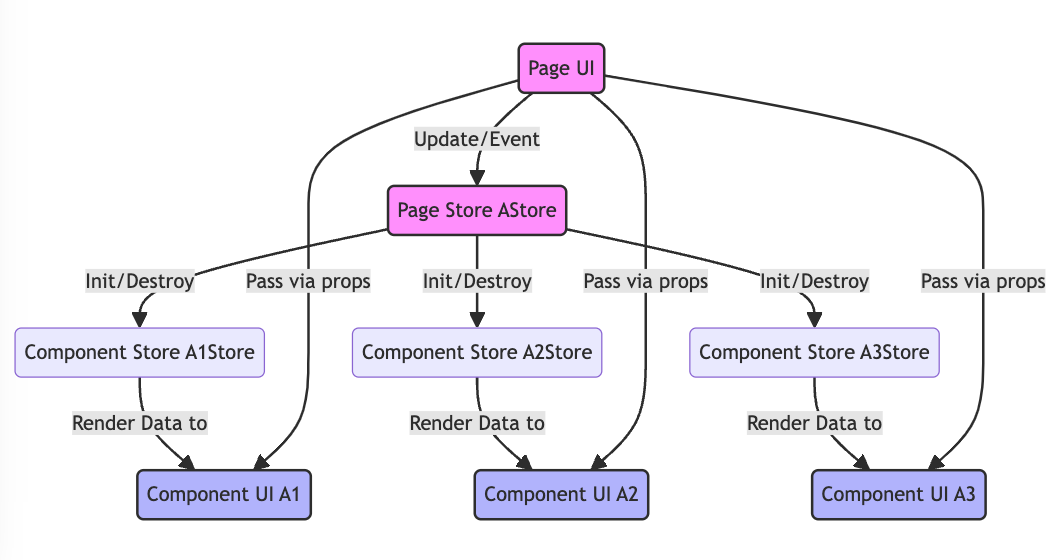 Page UI
Update/Event
Page Store AStore
Init/Destroy
Pass via props
Init/Destroy
Pass via props
Init/Destroy
Pass via props
Component Store A1Store
Component Store A2Store
Component Store A3Store
Render Data to
Render Data to
Render Data to
Component UI A1
Component UI A2
Component UI A3